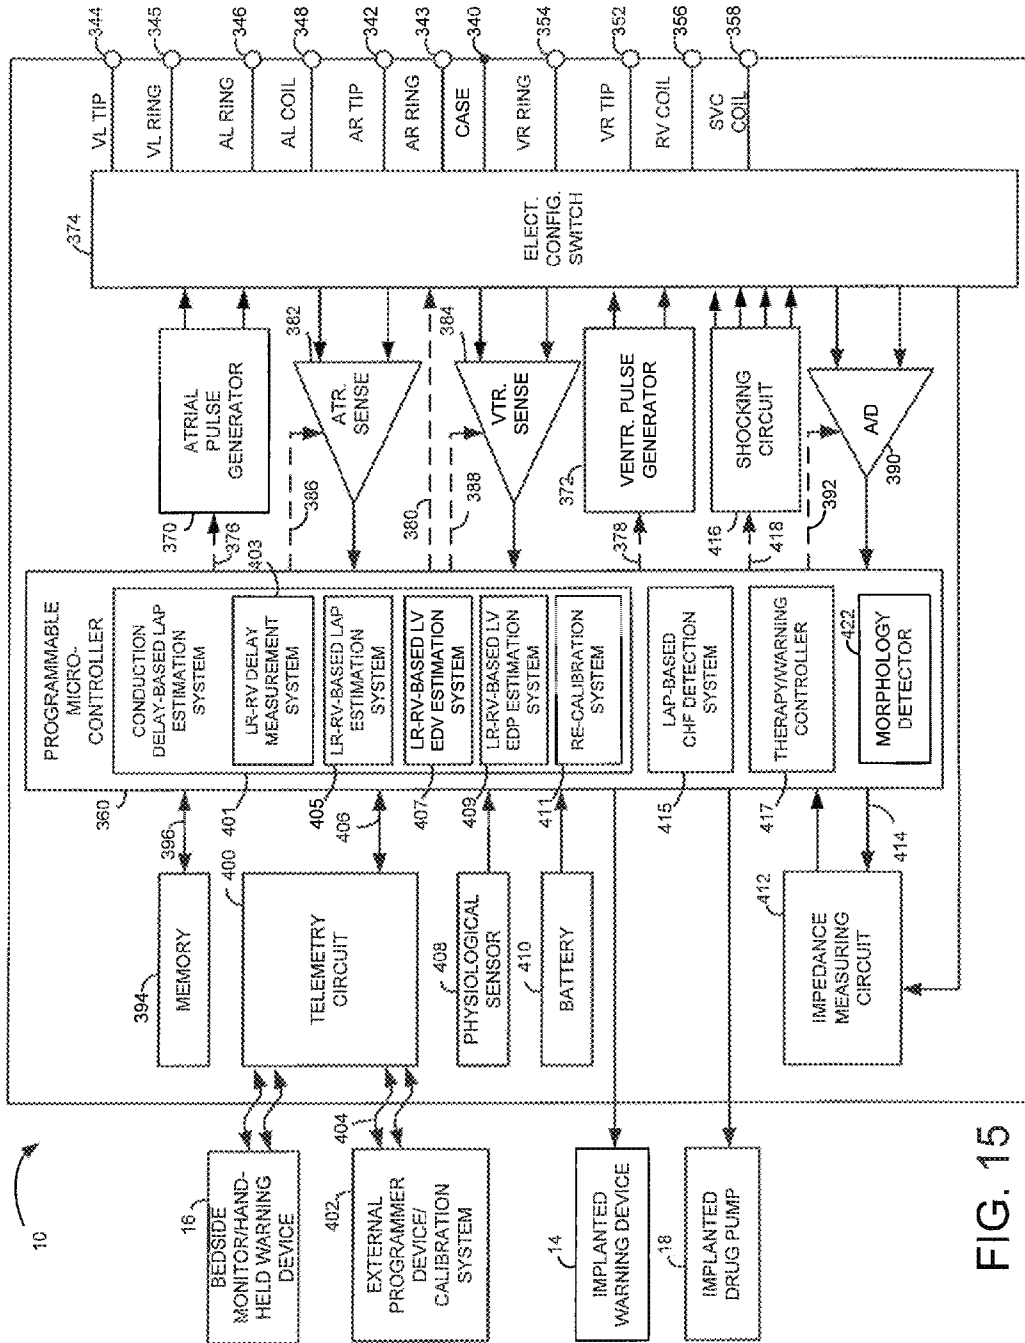 10
16
BEDSIDE
MONITOR/HAND-
HELD WARNING
DEVICE
402
EXTERNAL
PROGRAMMER
DEVICE/
CALIBRATION
SYSTEM
404
14
IMPLANTED
WARNING DEVICE
18
IMPLANTED
DRUG PUMP
394
MEMORY
396
400
TELEMETRY
CIRCUIT
406
408
PHYSIOLOGICAL
SENSOR
410
BATTERY
412
IMPEDANCE
MEASURING
CIRCUIT
414
360
PROGRAMMABLE
MICRO-
CONTROLLER
CONDUCTION
DELAY-BASED LAP
ESTIMATION
SYSTEM
401
403
LR-RV DELAY
MEASUREMENT
SYSTEM
405
LR-RV-BASED LAP
ESTIMATION
SYSTEM
407
LR-RV-BASED LV
EDV ESTIMATION
SYSTEM
409
LR-RV-BASED LV
EDP ESTIMATION
SYSTEM
411
RE-CALIBRATION
SYSTEM
415
LAP-BASED
CHF DETECTION
SYSTEM
417
THERAPY/WARNING
CONTROLLER
422
MORPHOLOGY
DETECTOR
370
376
ATRIAL
PULSE
GENERATOR
386
382
ATR.
SENSE
380
388
384
VTR.
SENSE
372
378
VENTR. PULSE
GENERATOR
416
418
SHOCKING
CIRCUIT
392
A/D
390
374
ELECT.
CONFIG.
SWITCH
VL TIP
344
VL RING
345
AL RING
346
AL COIL
348
AR TIP
342
AR RING
343
CASE
340
VR RING
354
VR TIP
352
RV COIL
356
SVC
COIL
358
FIG. 15